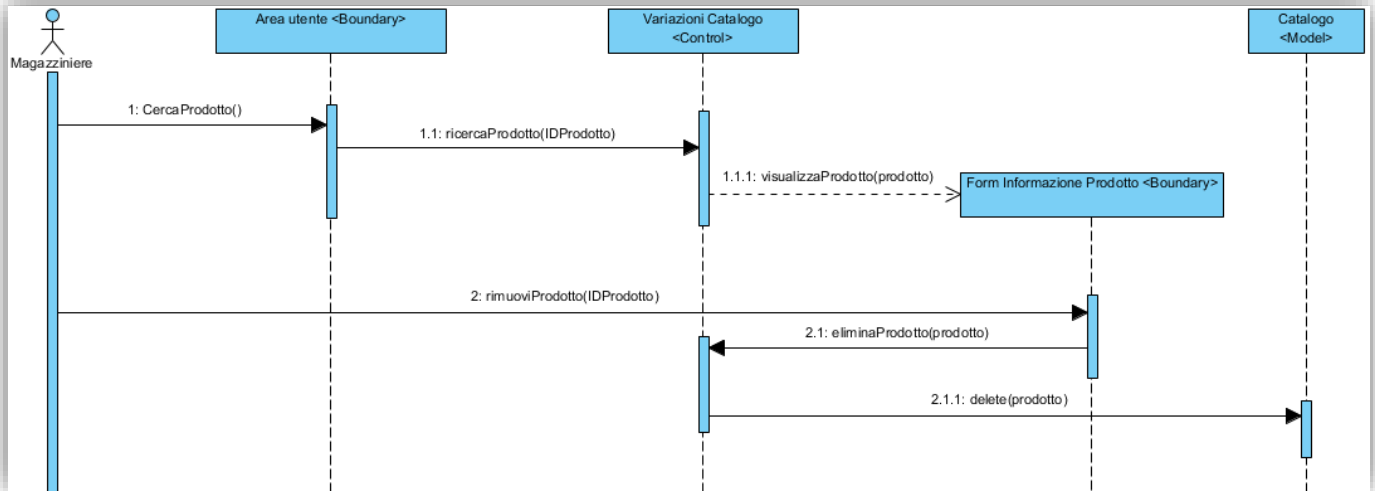 Area utente <Boundary>
Variazioni Catalogo
<Control>
Catalogo
<Model>
Magazziniere
1: CercaProdotto()
1.1: ricercaProdotto(IDProdotto)
1.1.1: visualizzaProdotto(prodotto)
Form Informazione Prodotto <Boundary>
2: rimuoviProdotto(IDProdotto)
2.1: eliminaProdotto(prodotto)
2.1.1: delete(prodotto)